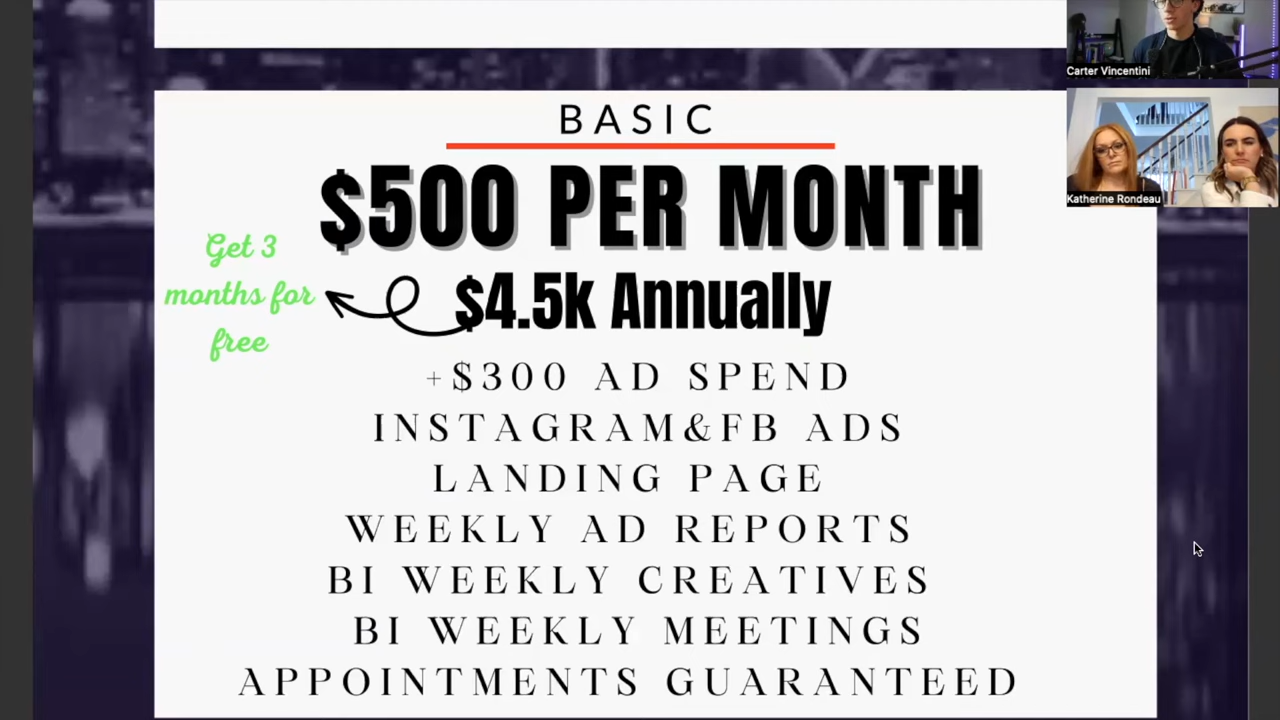 Carter Vincentini
Katherine Rondeau
BASIC
$500 PER MONTH
$4.5k Annually
Get 3
months for
free
+$300 AD SPEND
INSTAGRAM&FB ADS
LANDING PAGE
WEEKLY AD REPORTS
BI WEEKLY CREATIVES
BI WEEKLY MEETINGS
APPOINTMENTS GUARANTEED